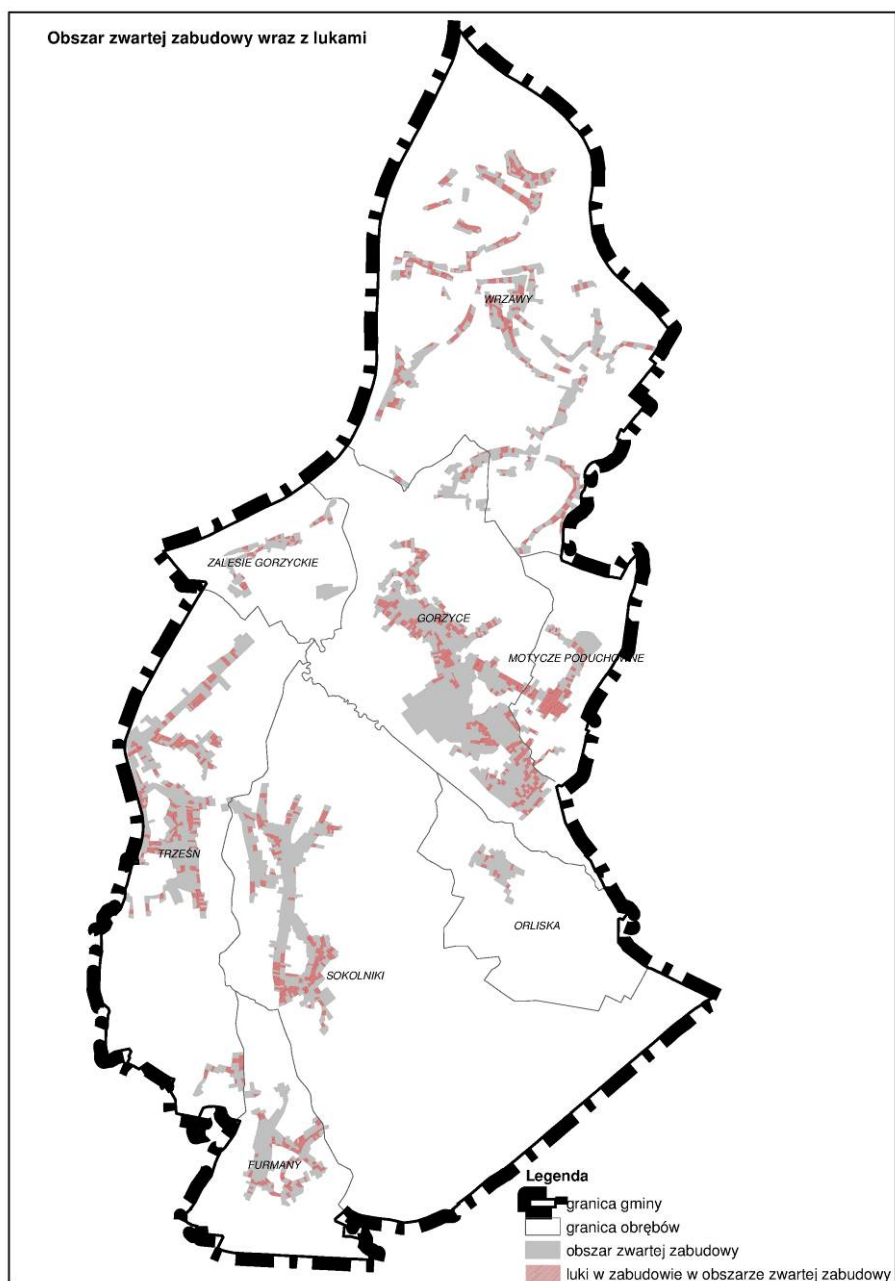 Obszar zwartej zabudowy wraz z lukami
WRZAWY
ZALESIE GORZYCKIE
GORZYCE
MOTYCZE PODUCHOWNE
TRZEŚŃ
ORLISKA
SOKOLNIKI
FURMANY
Legenda
granica gminy
granica obrębów
obszar zwartej zabudowy
luki w zabudowie w obszarze zwartej zabudowy